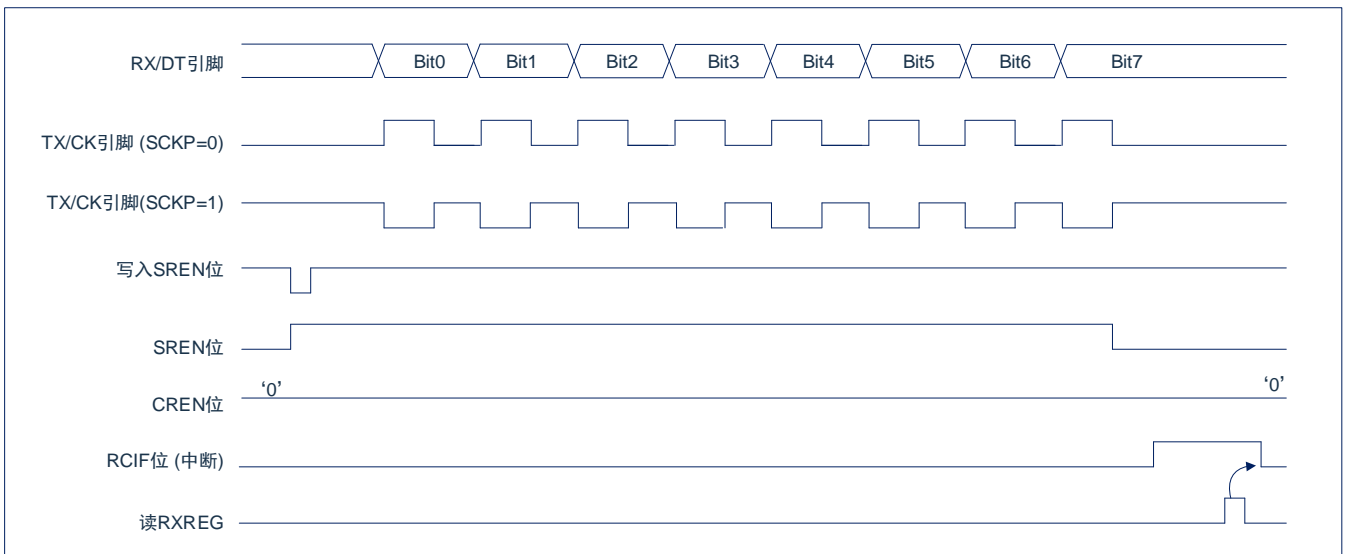 RX/DT引脚 Bit0 Bit1 Bit2 Bit3 Bit4 Bit5 Bit6 Bit7
TX/CK引脚 (SCKP=0)
TX/CK引脚(SCKP=1)
写入SREN位
SREN位
CREN位 ‘0’ ‘0’
RCIF位 (中断)
读RXREG